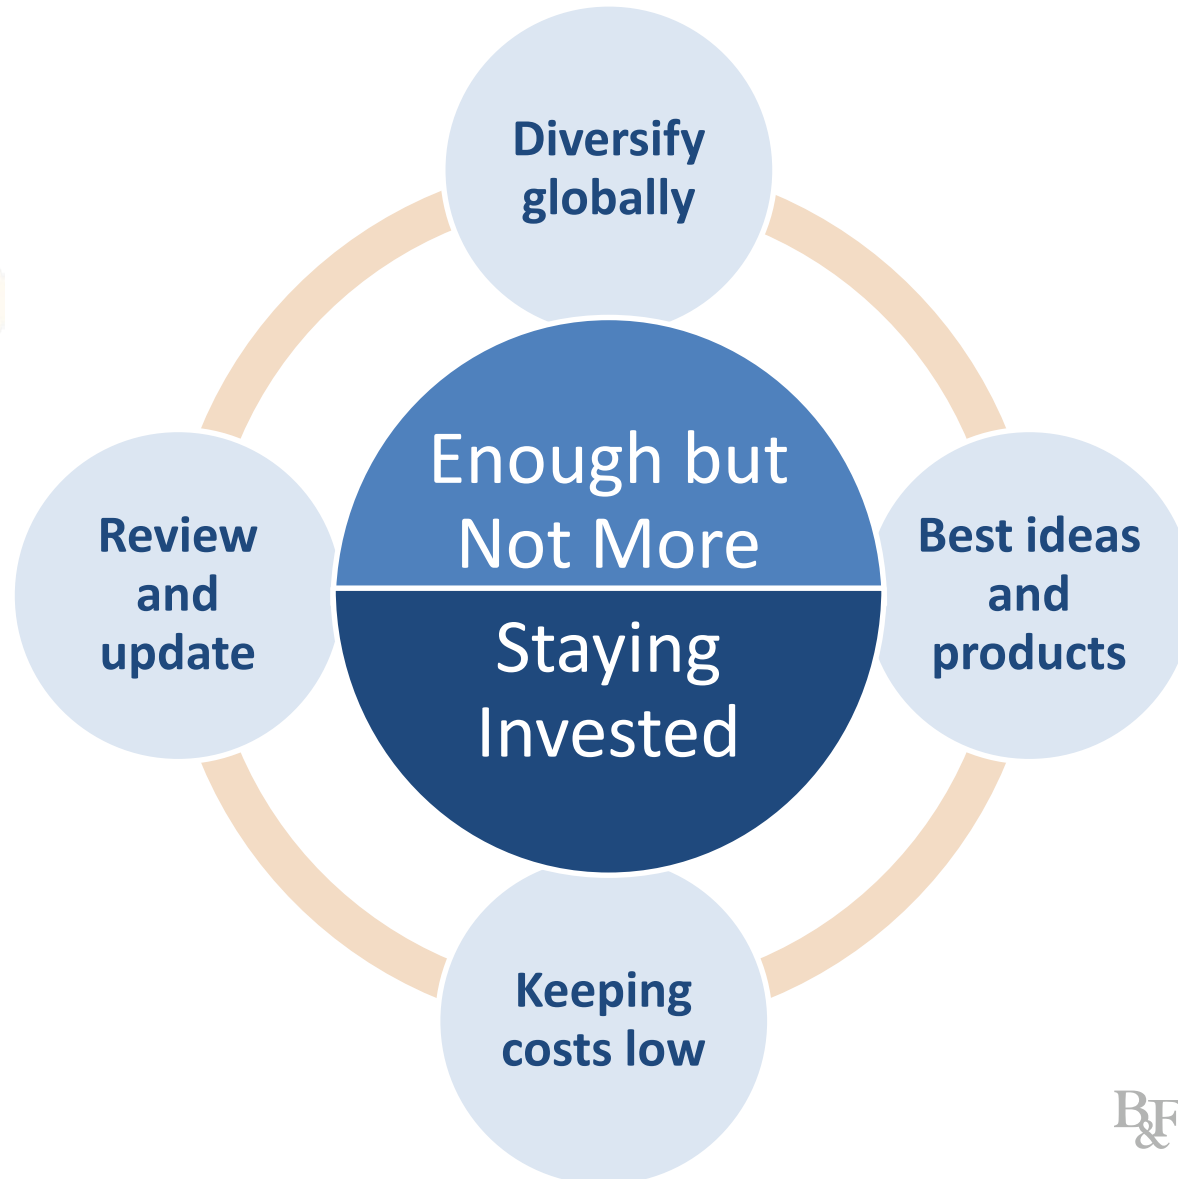 Diversify
globally
Enough but
Not More
Staying
Invested
Review
and
update
Best ideas
and
products
Keeping
costs low
B&F